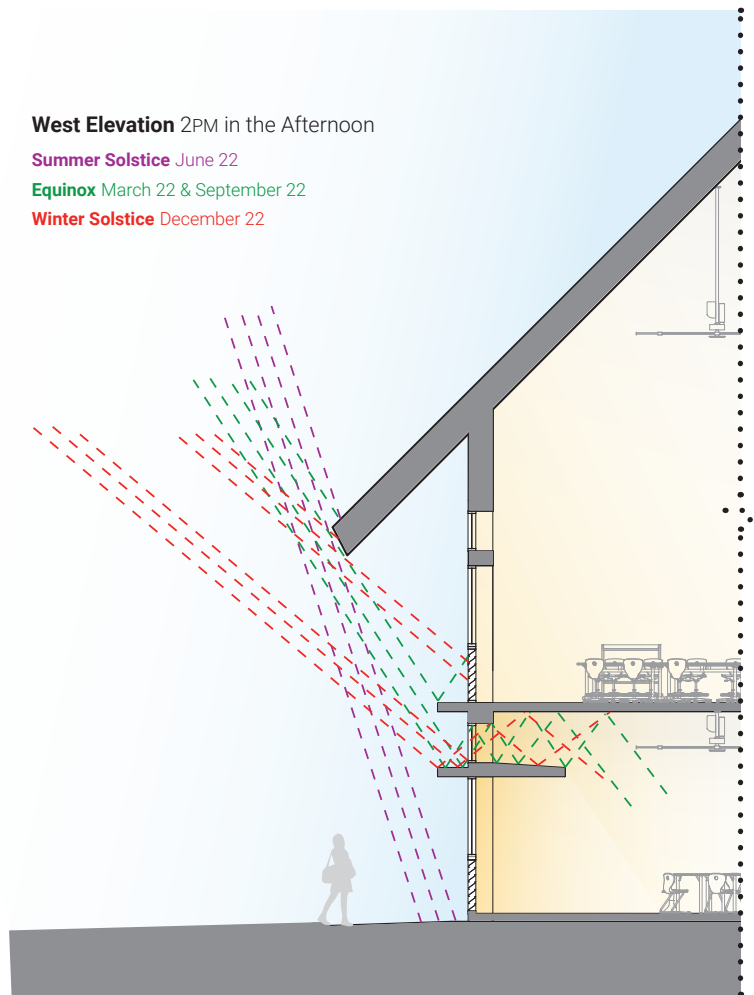 West Elevation 2PM in the Afternoon
Summer Solstice June 22
Equinox March 22 & September 22
Winter Solstice December 22